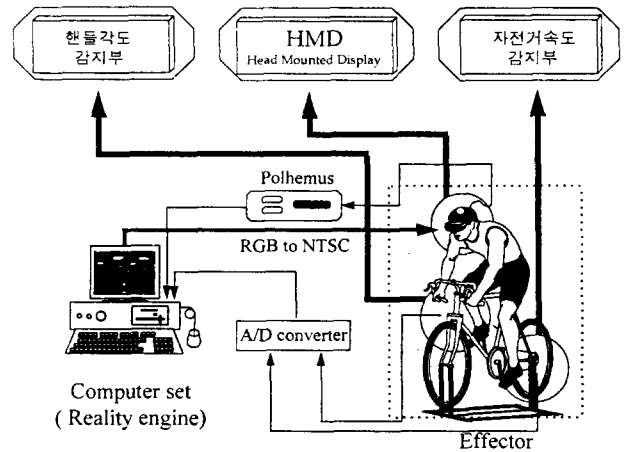 핸들각도
감지부
HMD
Head Mounted Display
자전거속도
감지부
Polhemus
RGB to NTSC
A/D converter
Computer set
( Reality engine)
Effector